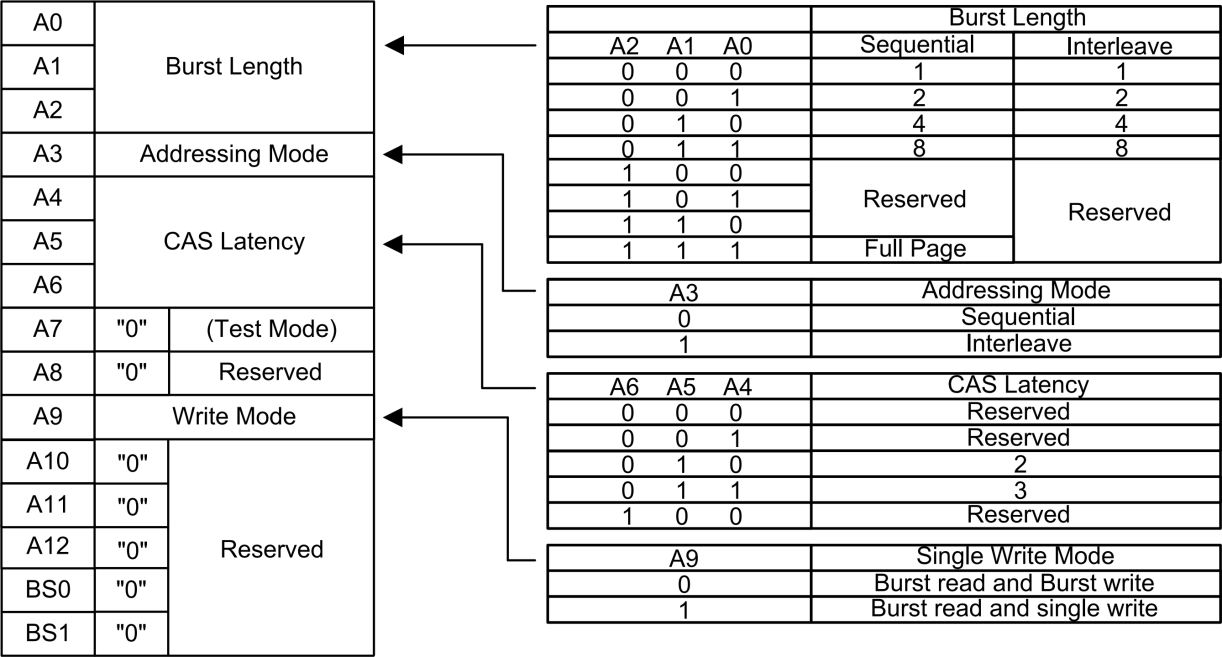 A0
A1 Burst Length
A2
A3 Addressing Mode
A4
A5 CAS Latency
A6
A7 "0" (Test Mode)
A8 "0" Reserved
A9 Write Mode
A10 "0"
A11 "0"
A12 "0" Reserved
BS0 "0"
BS1 "0"
Burst Length
A2 A1 A0 Sequential Interleave
0 0 0 1 1
0 0 1 2 2
0 1 0 4 4
0 1 1 8 8
1 0 0
1 0 1 Reserved Reserved
1 1 0
1 1 1 Full Page
A3 Addressing Mode
0 Sequential
1 Interleave
A6 A5 A4 CAS Latency
0 0 0 Reserved
0 0 1 Reserved
0 1 0 2
0 1 1 3
1 0 0 Reserved
A9 Single Write Mode
0 Burst read and Burst write
1 Burst read and single write